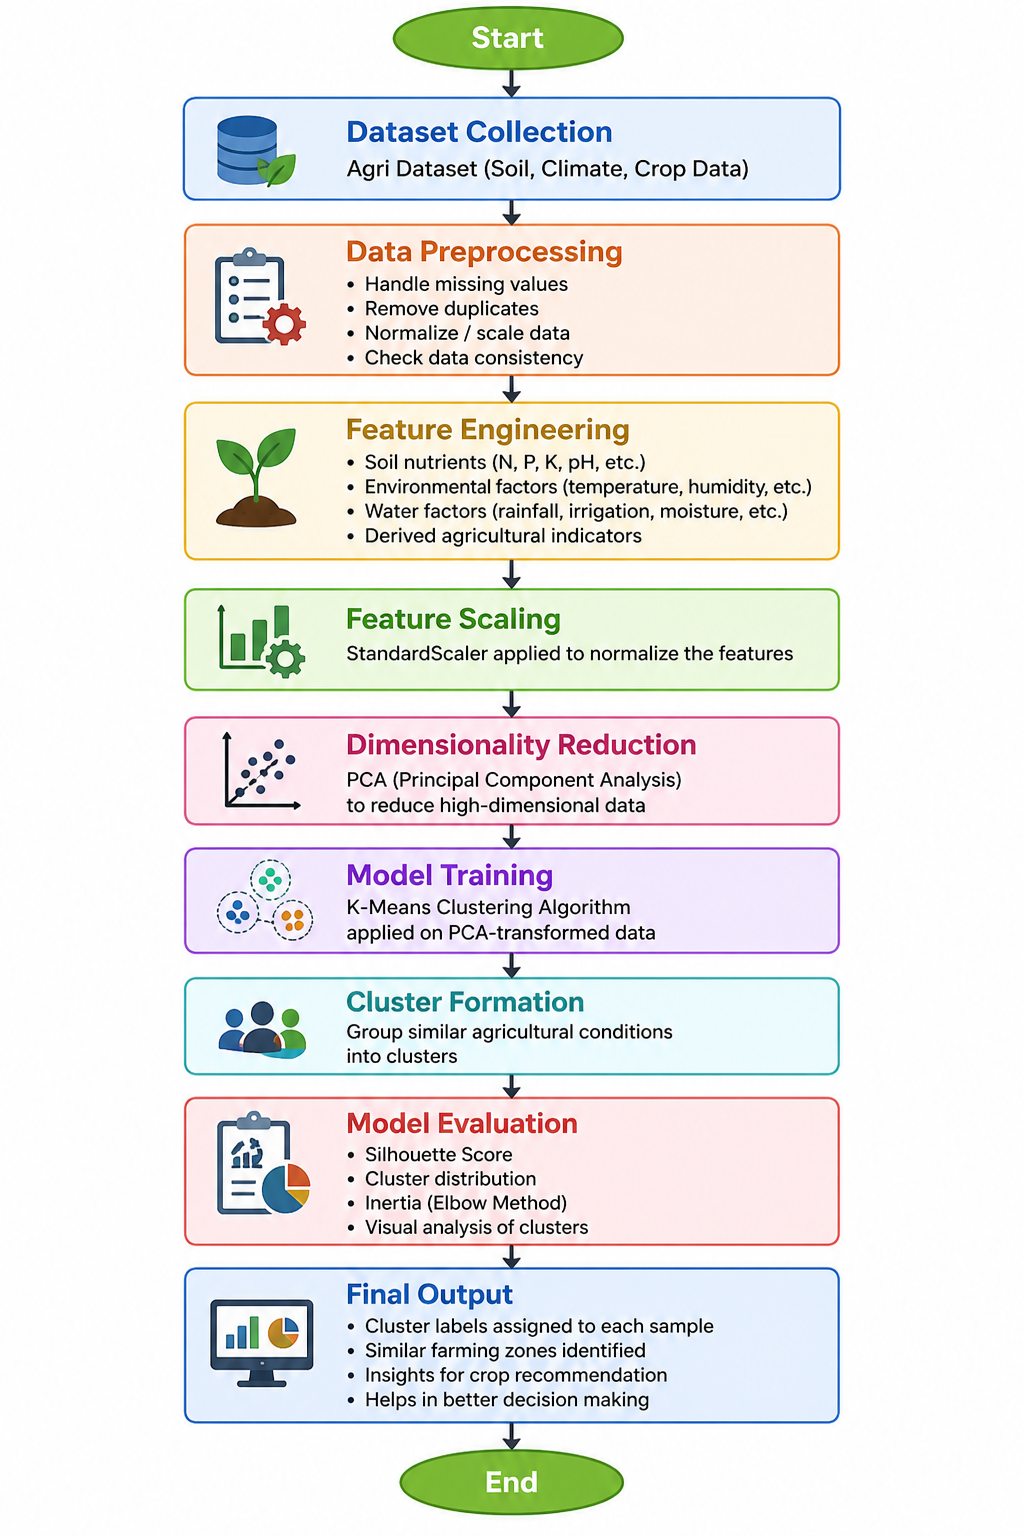 Start
Dataset Collection
Agri Dataset (Soil, Climate, Crop Data)
Data Preprocessing
• Handle missing values
• Remove duplicates
• Normalize / scale data
• Check data consistency
Feature Engineering
• Soil nutrients (N, P, K, pH, etc.)
• Environmental factors (temperature, humidity, etc.)
• Water factors (rainfall, irrigation, moisture, etc.)
• Derived agricultural indicators
Feature Scaling
StandardScaler applied to normalize the features
Dimensionality Reduction
PCA (Principal Component Analysis)
to reduce high-dimensional data
Model Training
K-Means Clustering Algorithm
applied on PCA-transformed data
Cluster Formation
Group similar agricultural conditions
into clusters
Model Evaluation
• Silhouette Score
• Cluster distribution
• Inertia (Elbow Method)
• Visual analysis of clusters
Final Output
• Cluster labels assigned to each sample
• Similar farming zones identified
• Insights for crop recommendation
• Helps in better decision making
End